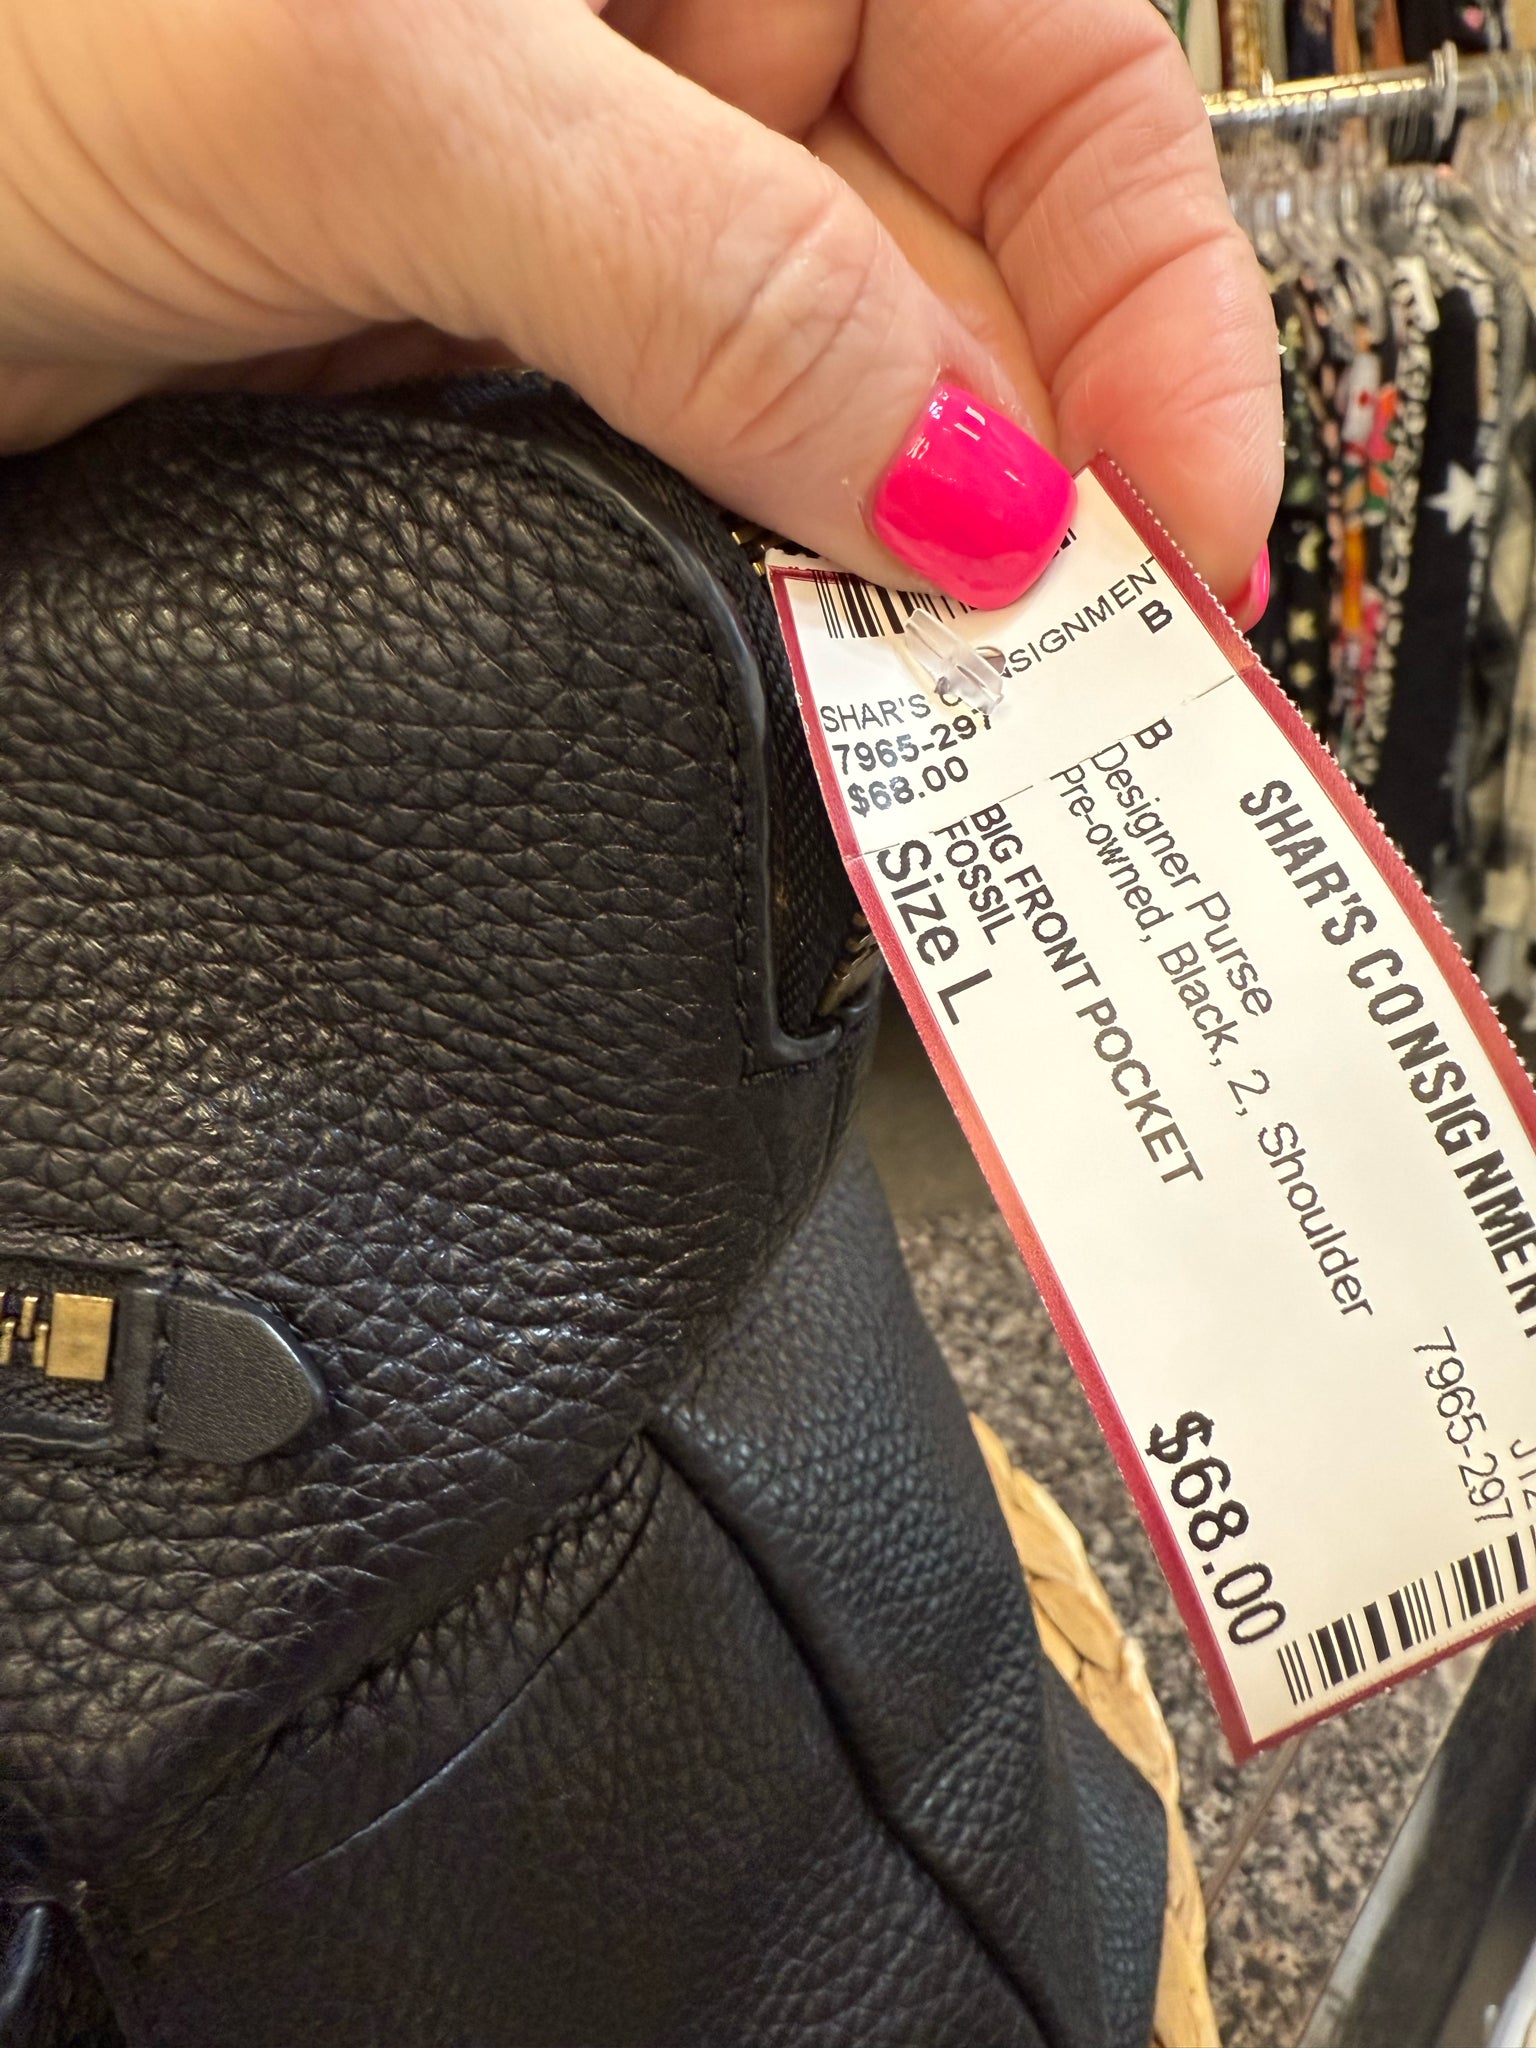 SHAR'S CONSIGNMENT
B
7965-297
$68.00
SHAR'S CONSIGNMENT
7965-297
B
Designer Purse
Pre-owned, Black, 2, Shoulder
BIG FRONT POCKET
FOSSIL
Size L
$68.00